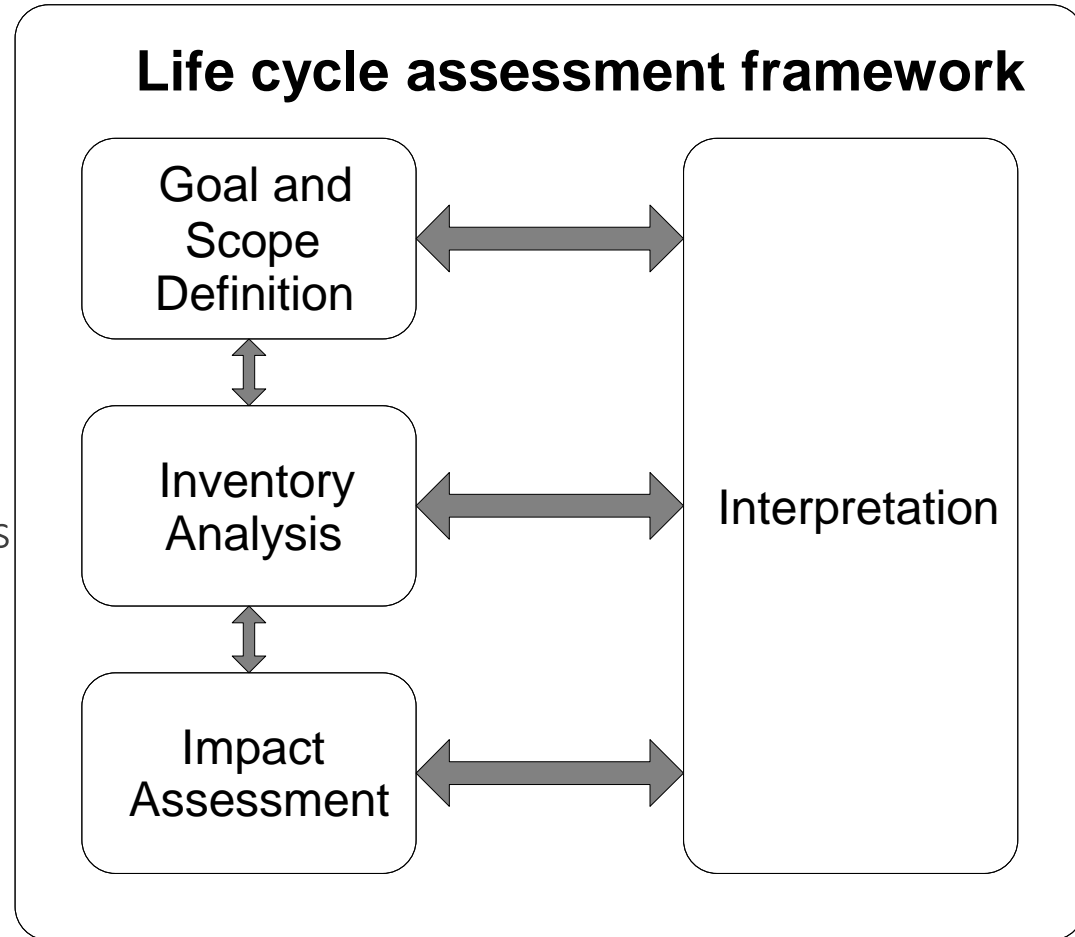 Life cycle assessment framework
Goal and
Scope
Definition
Inventory
Analysis
Impact
Assessment
Interpretation
s